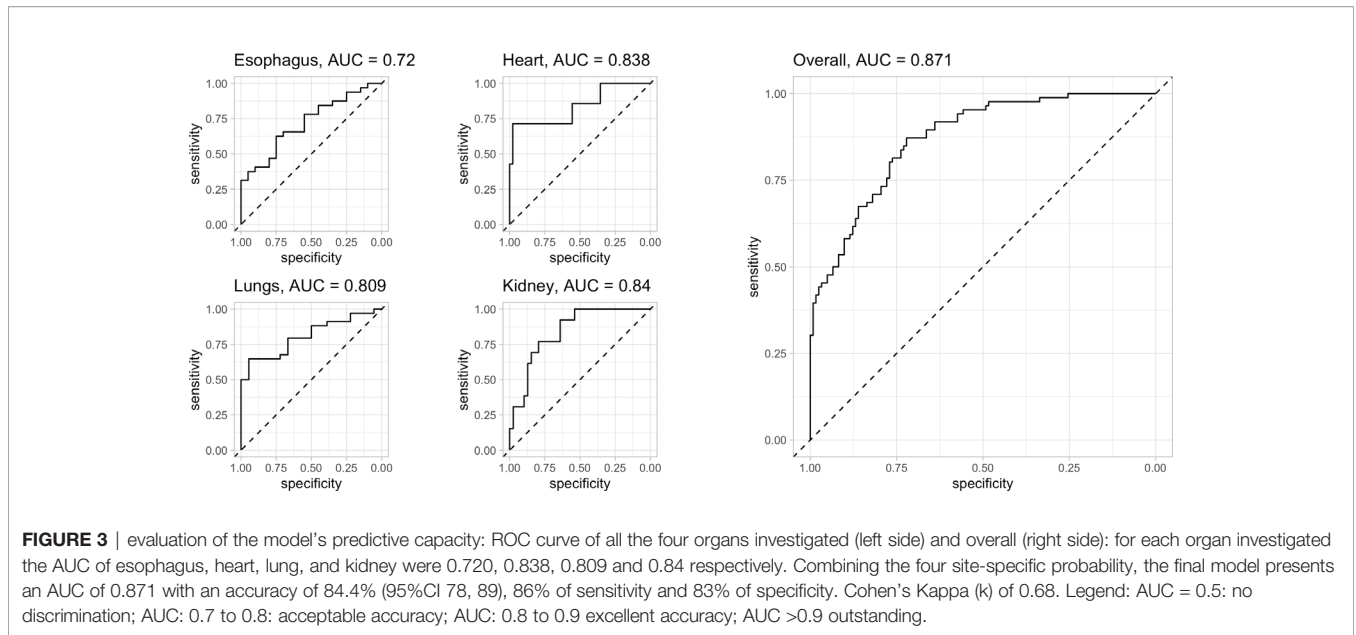 Esophagus, AUC = 0.72
1.00
0.75
0.50
0.25
0.00
sensitivity
1.00 0.75 0.50 0.25 0.00
specificity
Heart, AUC = 0.838
1.00
0.75
0.50
0.25
0.00
sensitivity
1.00 0.75 0.50 0.25 0.00
specificity
Lungs, AUC = 0.809
1.00
0.75
0.50
0.25
0.00
sensitivity
1.00 0.75 0.50 0.25 0.00
specificity
Kidney, AUC = 0.84
1.00
0.75
0.50
0.25
0.00
sensitivity
1.00 0.75 0.50 0.25 0.00
specificity
Overall, AUC = 0.871
1.00
0.75
0.50
0.25
0.00
sensitivity
1.00 0.75 0.50 0.25 0.00
specificity
FIGURE 3 | evaluation of the model's predictive capacity: ROC curve of all the four organs investigated (left side) and overall (right side): for each organ investigated
the AUC of esophagus, heart, lung, and kidney were 0.720, 0.838, 0.809 and 0.84 respectively. Combining the four site-specific probability, the final model presents
an AUC of 0.871 with an accuracy of 84.4% (95%CI 78, 89), 86% of sensitivity and 83% of specificity. Cohen's Kappa (k) of 0.68. Legend: AUC = 0.5: no
discrimination; AUC: 0.7 to 0.8: acceptable accuracy; AUC: 0.8 to 0.9 excellent accuracy; AUC >0.9 outstanding.